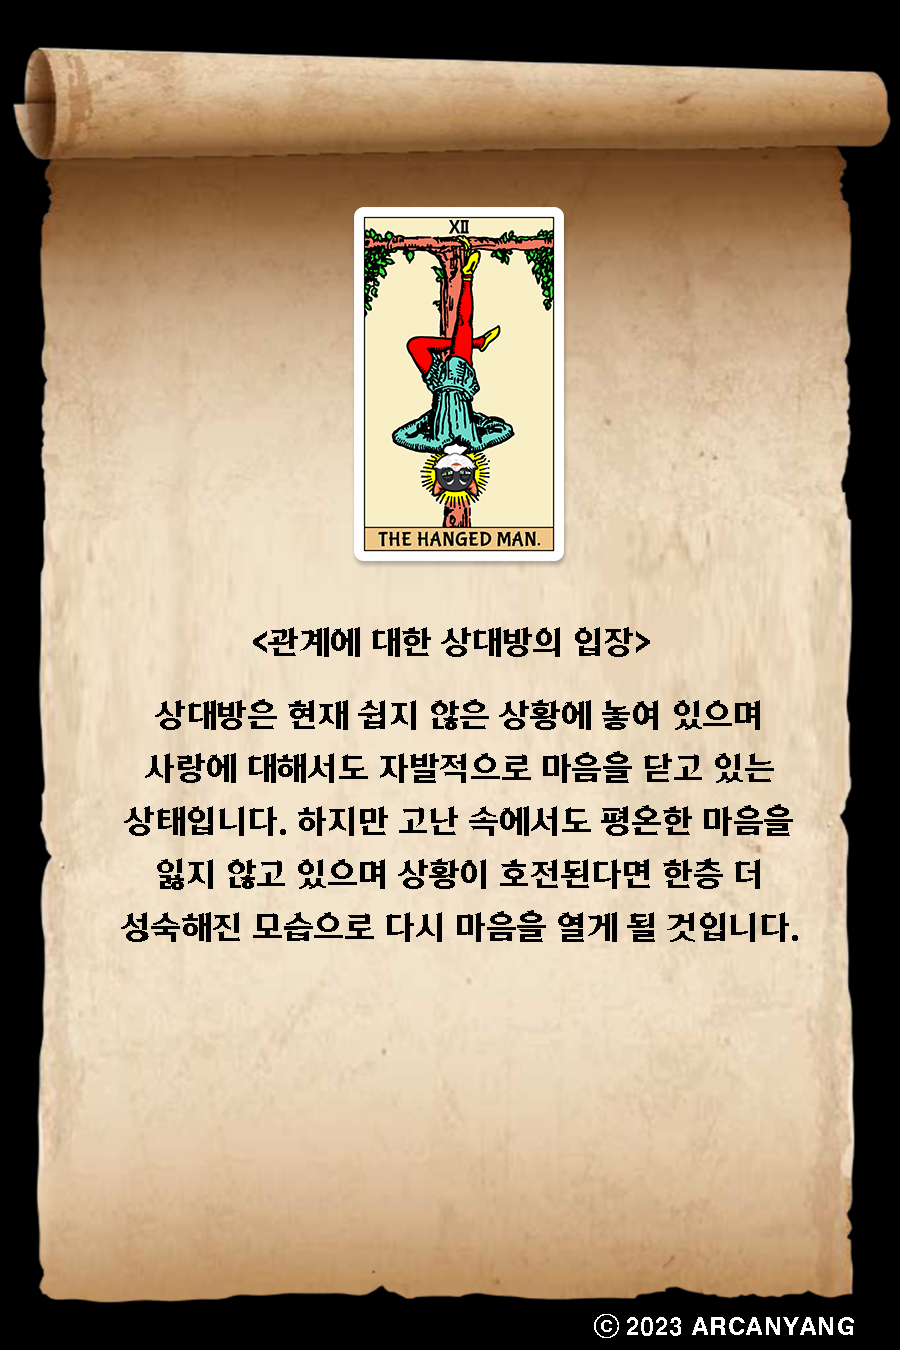 XII
THE HANGED MAN.
<관계에 대한 상대방의 입장>
상대방은 현재 쉽지 않은 상황에 놓여 있으며
사랑에 대해서도 자발적으로 마음을 닫고 있는
상태입니다. 하지만 고난 속에서도 평온한 마음을
잃지 않고 있으며 상황이 호전된다면 한층 더
성숙해진 모습으로 다시 마음을 열게 될 것입니다.
© 2023 ARCANYANG